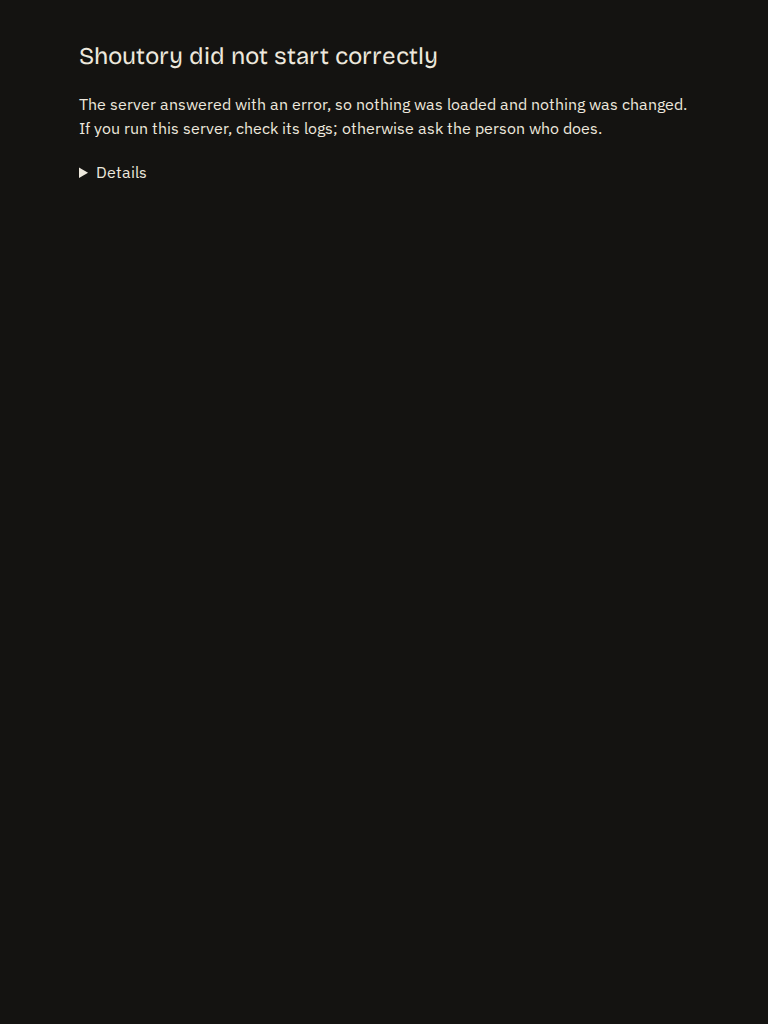 Shoutory did not start correctly
The server answered with an error, so nothing was loaded and nothing was changed.
If you run this server, check its logs; otherwise ask the person who does.
Details